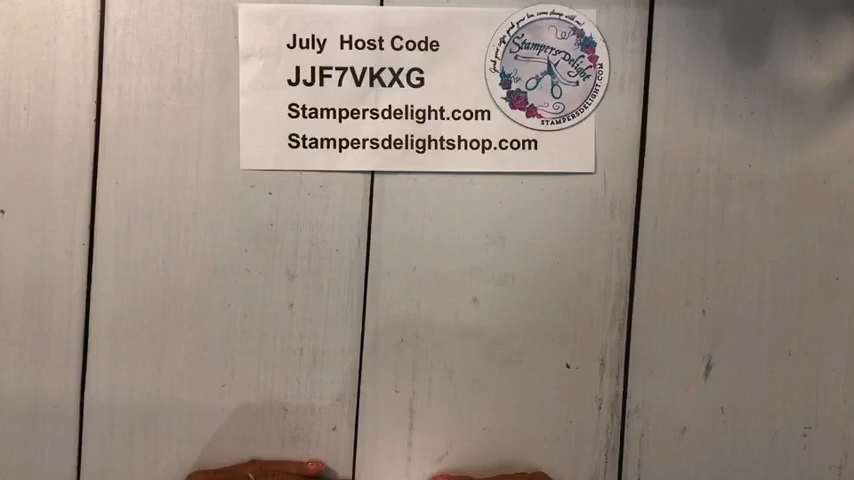 July Host Code
JJF7VKXG
Stampersdelight.com
Stampersdelightshop.com
Stampers Delight
STAMPERSDELIGHT.COM